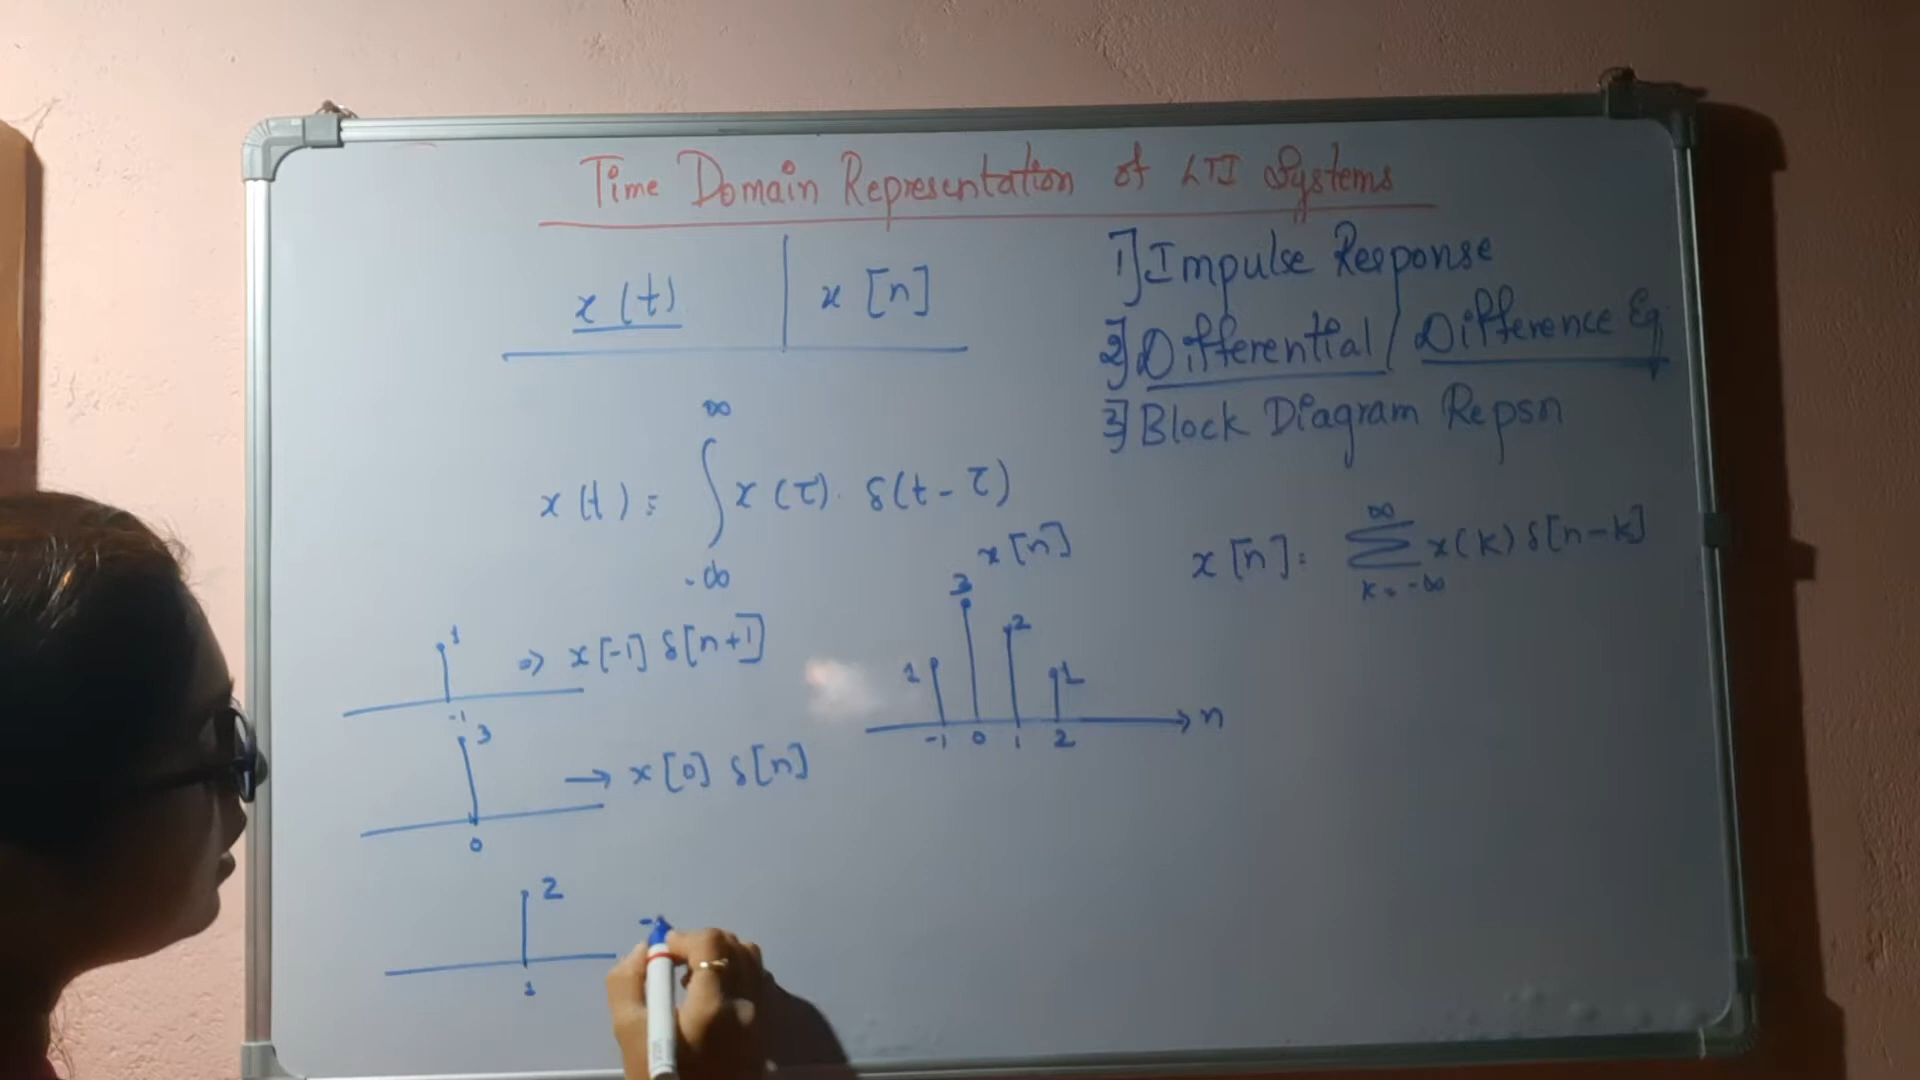 Time Domain Representation of LTI Systems
x (t) x [n]
1] Impulse Response
2] Differential / Difference Eq.
3] Block Diagram Repsn
x (t) = ∫ x (τ). δ(t - τ)
∞
-∞
x [n] = ∑ x(k) δ[n-k]
∞
k = -∞
x [n]
1 3 2 1
-1 0 1 2 n
1
-1
⇒ x [-1] δ[n+1]
3
0
→ x [0] δ[n]
2
1